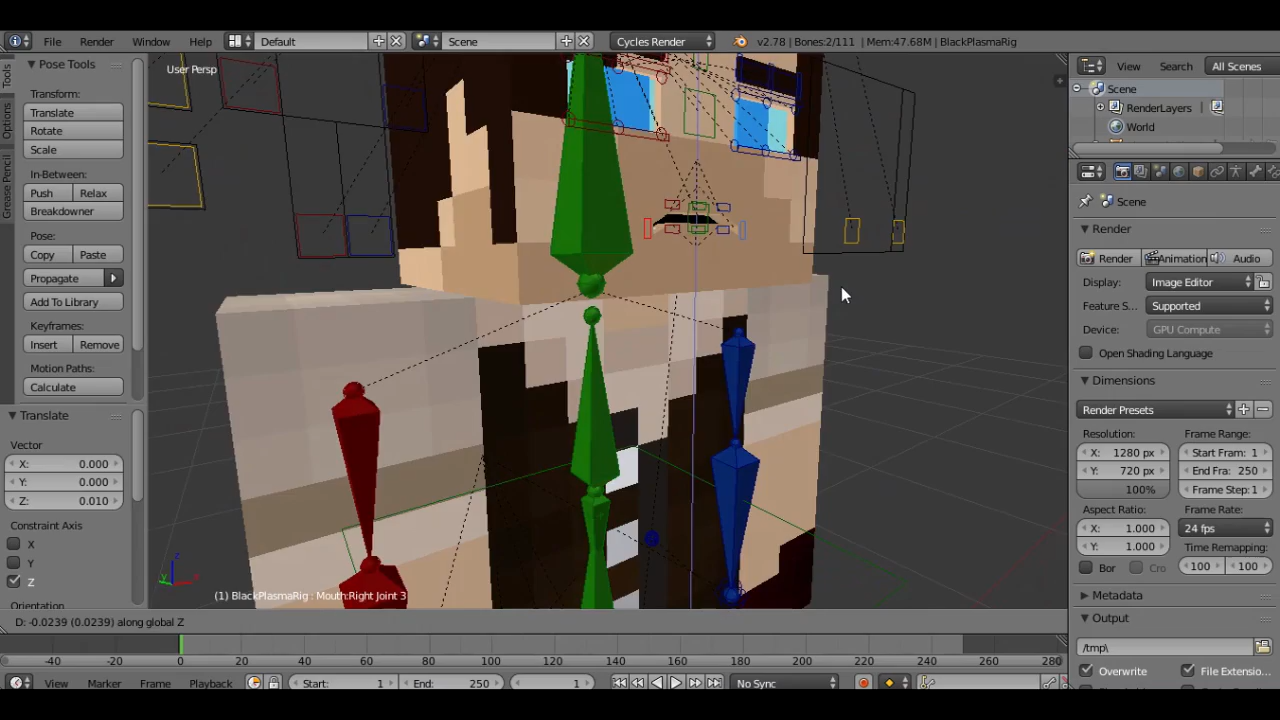 File Render Window Help Default Scene Cycles Render v2.78 | Bones:2/111 | Mem:47.68M | BlackPlasmaRig
Tools
Options
Grease Pencil
Pose Tools
Transform:
Translate
Rotate
Scale
In-Between:
Push Relax
Breakdowner
Pose:
Copy Paste
Propagate
Add To Library
Keyframes:
Insert Remove
Motion Paths:
Calculate
Translate
Vector
X: 0.000
Y: 0.000
Z: 0.010
Constraint Axis
X
Y
Z
Orientation
User Persp
(1) BlackPlasmaRig : Mouth:Right Joint 3
D: -0.0239 (0.0239) along global Z
-40 -20 0 20 40 60 80 100 120 140 160 180 200 220 240 260 280
View Marker Frame Playback Start: 1 End: 250 1 No Sync
View Search All Scenes
Scene
RenderLayers
World
Scene
Render
Render Animation Audio
Display: Image Editor
Feature S... Supported
Device: GPU Compute
Open Shading Language
Dimensions
Render Presets
Resolution: Frame Range:
X: 1280 px Start Fram: 1
Y: 720 px End Fra: 250
100% Frame Step:1
Aspect Ratio: Frame Rate:
X: 1.000 24 fps
Y: 1.000 Time Remapping:
Bor Cro 100 100
Metadata
Output
/tmp\
Overwrite File Extensio...